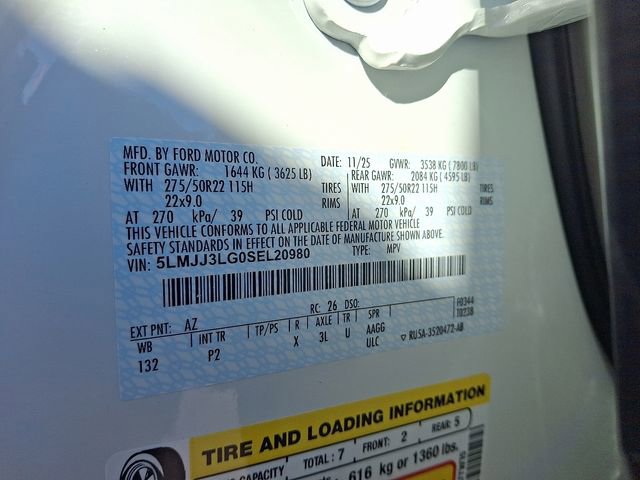 MFD. BY FORD MOTOR CO. DATE: 11/25 GVWR: 3538 KG ( 7800 LB)
FRONT GAWR: 1644 KG ( 3625 LB) REAR GAWR: 2084 KG ( 4595 LB)
WITH 275/50R22 115H TIRES WITH 275/50R22 115H TIRES
22x9.0 RIMS 22x9.0 RIMS
AT 270 kPa/ 39 PSI COLD AT 270 kPa/ 39 PSI COLD
THIS VEHICLE CONFORMS TO ALL APPLICABLE FEDERAL MOTOR VEHICLE
SAFETY STANDARDS IN EFFECT ON THE DATE OF MANUFACTURE SHOWN ABOVE.
VIN: 5LMJJ3LG0SEL20980 TYPE: MPV
F0344
EXT PNT: AZ RC: 26 DSO: T0238
WB INT TR TP/PS R AXLE TR SPR
132 P2 X 3L U AAGG
ULC ▽ RUSA-3520472-AB
TIRE AND LOADING INFORMATION
CAPACITY TOTAL: 7 FRONT: 2 REAR: 5
616 kg or 1360 lbs.